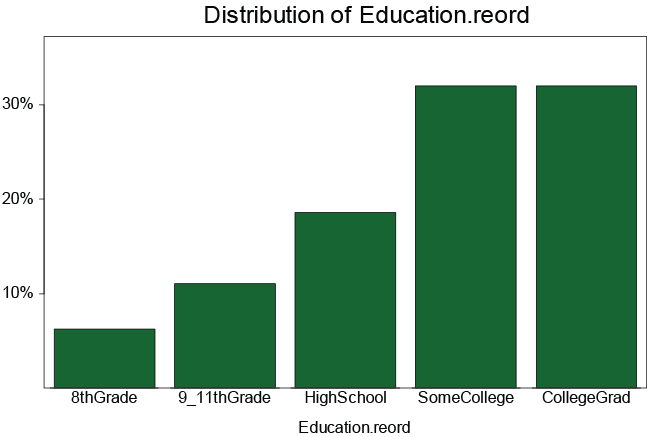 Distribution of Education.reord
30%
20%
10%
8thGrade 9_11thGrade HighSchool SomeCollege CollegeGrad
Education.reord